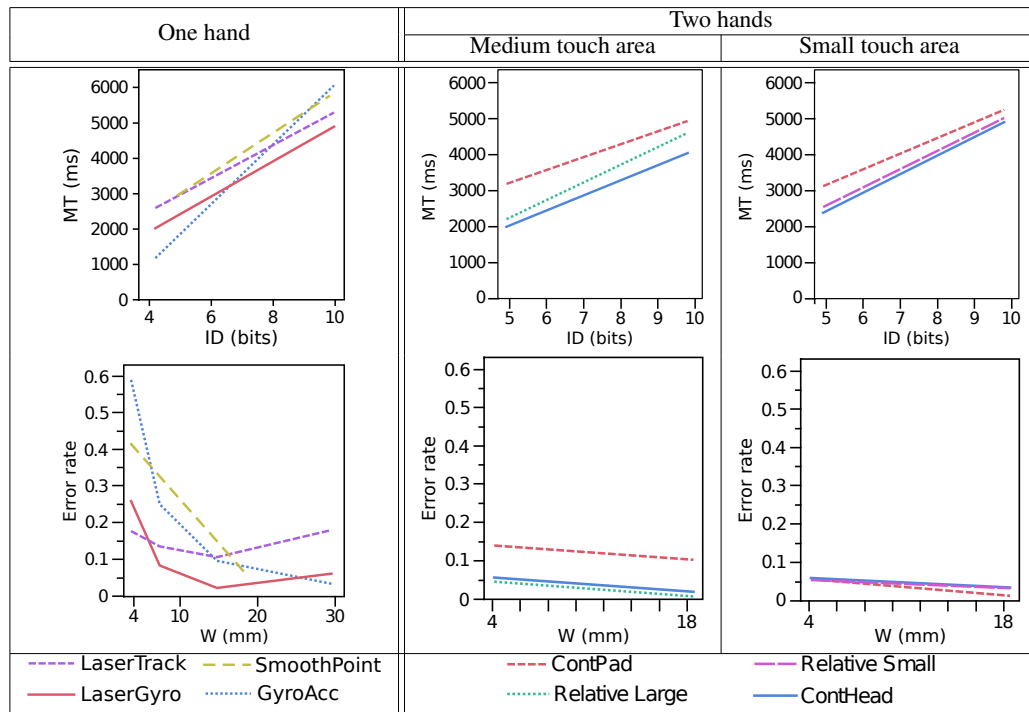 One hand
Two hands
Medium touch area
Small touch area
MT (ms)
6000
5000
4000
3000
2000
1000
0
4 6 8 10
ID (bits)
MT (ms)
6000
5000
4000
3000
2000
1000
0
5 6 7 8 9 10
ID (bits)
MT (ms)
6000
5000
4000
3000
2000
1000
0
5 6 7 8 9 10
ID (bits)
Error rate
0.6
0.5
0.4
0.3
0.2
0.1
0
4 10 20 30
W (mm)
Error rate
0.6
0.5
0.4
0.3
0.2
0.1
0
4 18
W (mm)
Error rate
0.6
0.5
0.4
0.3
0.2
0.1
0
4 18
W (mm)
LaserTrack
SmoothPoint
LaserGyro
GyroAcc
ContPad
Relative Small
Relative Large
ContHead